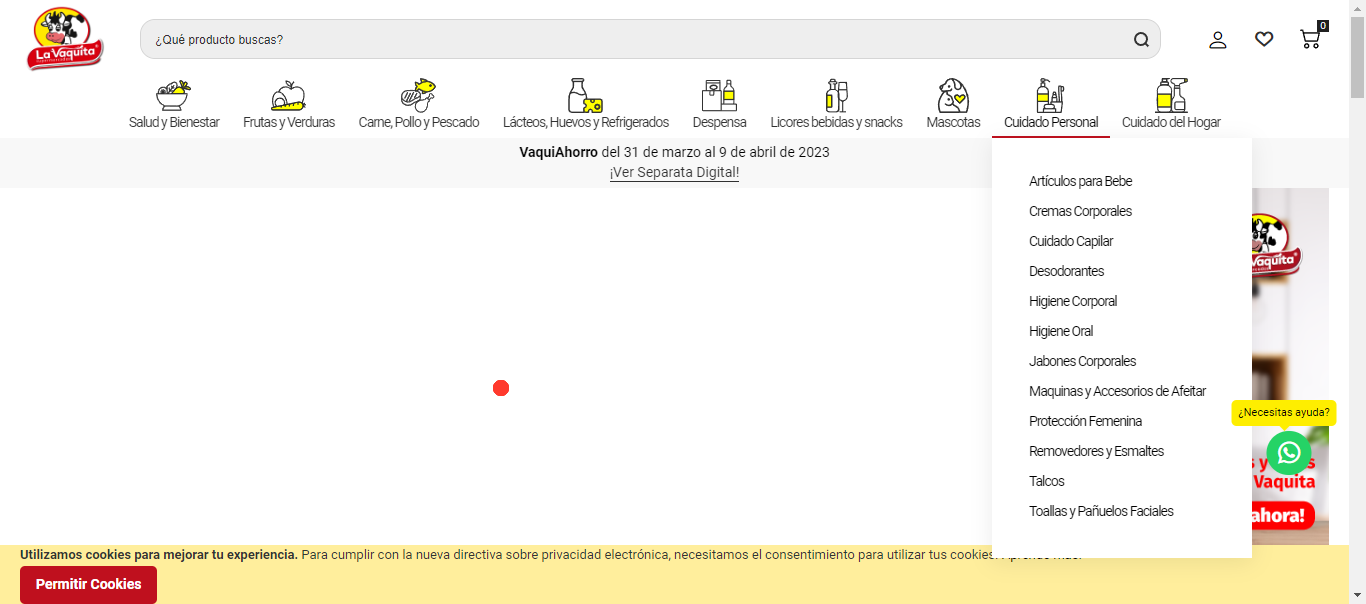 La Vaquita
¿Qué producto buscas?
0
Salud y Bienestar
Frutas y Verduras
Carne, Pollo y Pescado
Lácteos, Huevos y Refrigerados
Despensa
Licores bebidas y snacks
Mascotas
Cuidado Personal
Cuidado del Hogar
VaquiAhorro del 31 de marzo al 9 de abril de 2023
¡Ver Separata Digital!
Artículos para Bebe
Cremas Corporales
Cuidado Capilar
Desodorantes
Higiene Corporal
Higiene Oral
Jabones Corporales
Maquinas y Accesorios de Afeitar
Protección Femenina
Removedores y Esmaltes
Talcos
Toallas y Pañuelos Faciales
Vaquita
¿Necesitas ayuda?
s y
s
Vaquita
ahora!
Utilizamos cookies para mejorar tu experiencia. Para cumplir con la nueva directiva sobre privacidad electrónica, necesitamos el consentimiento para utilizar tus cookies.
Permitir Cookies